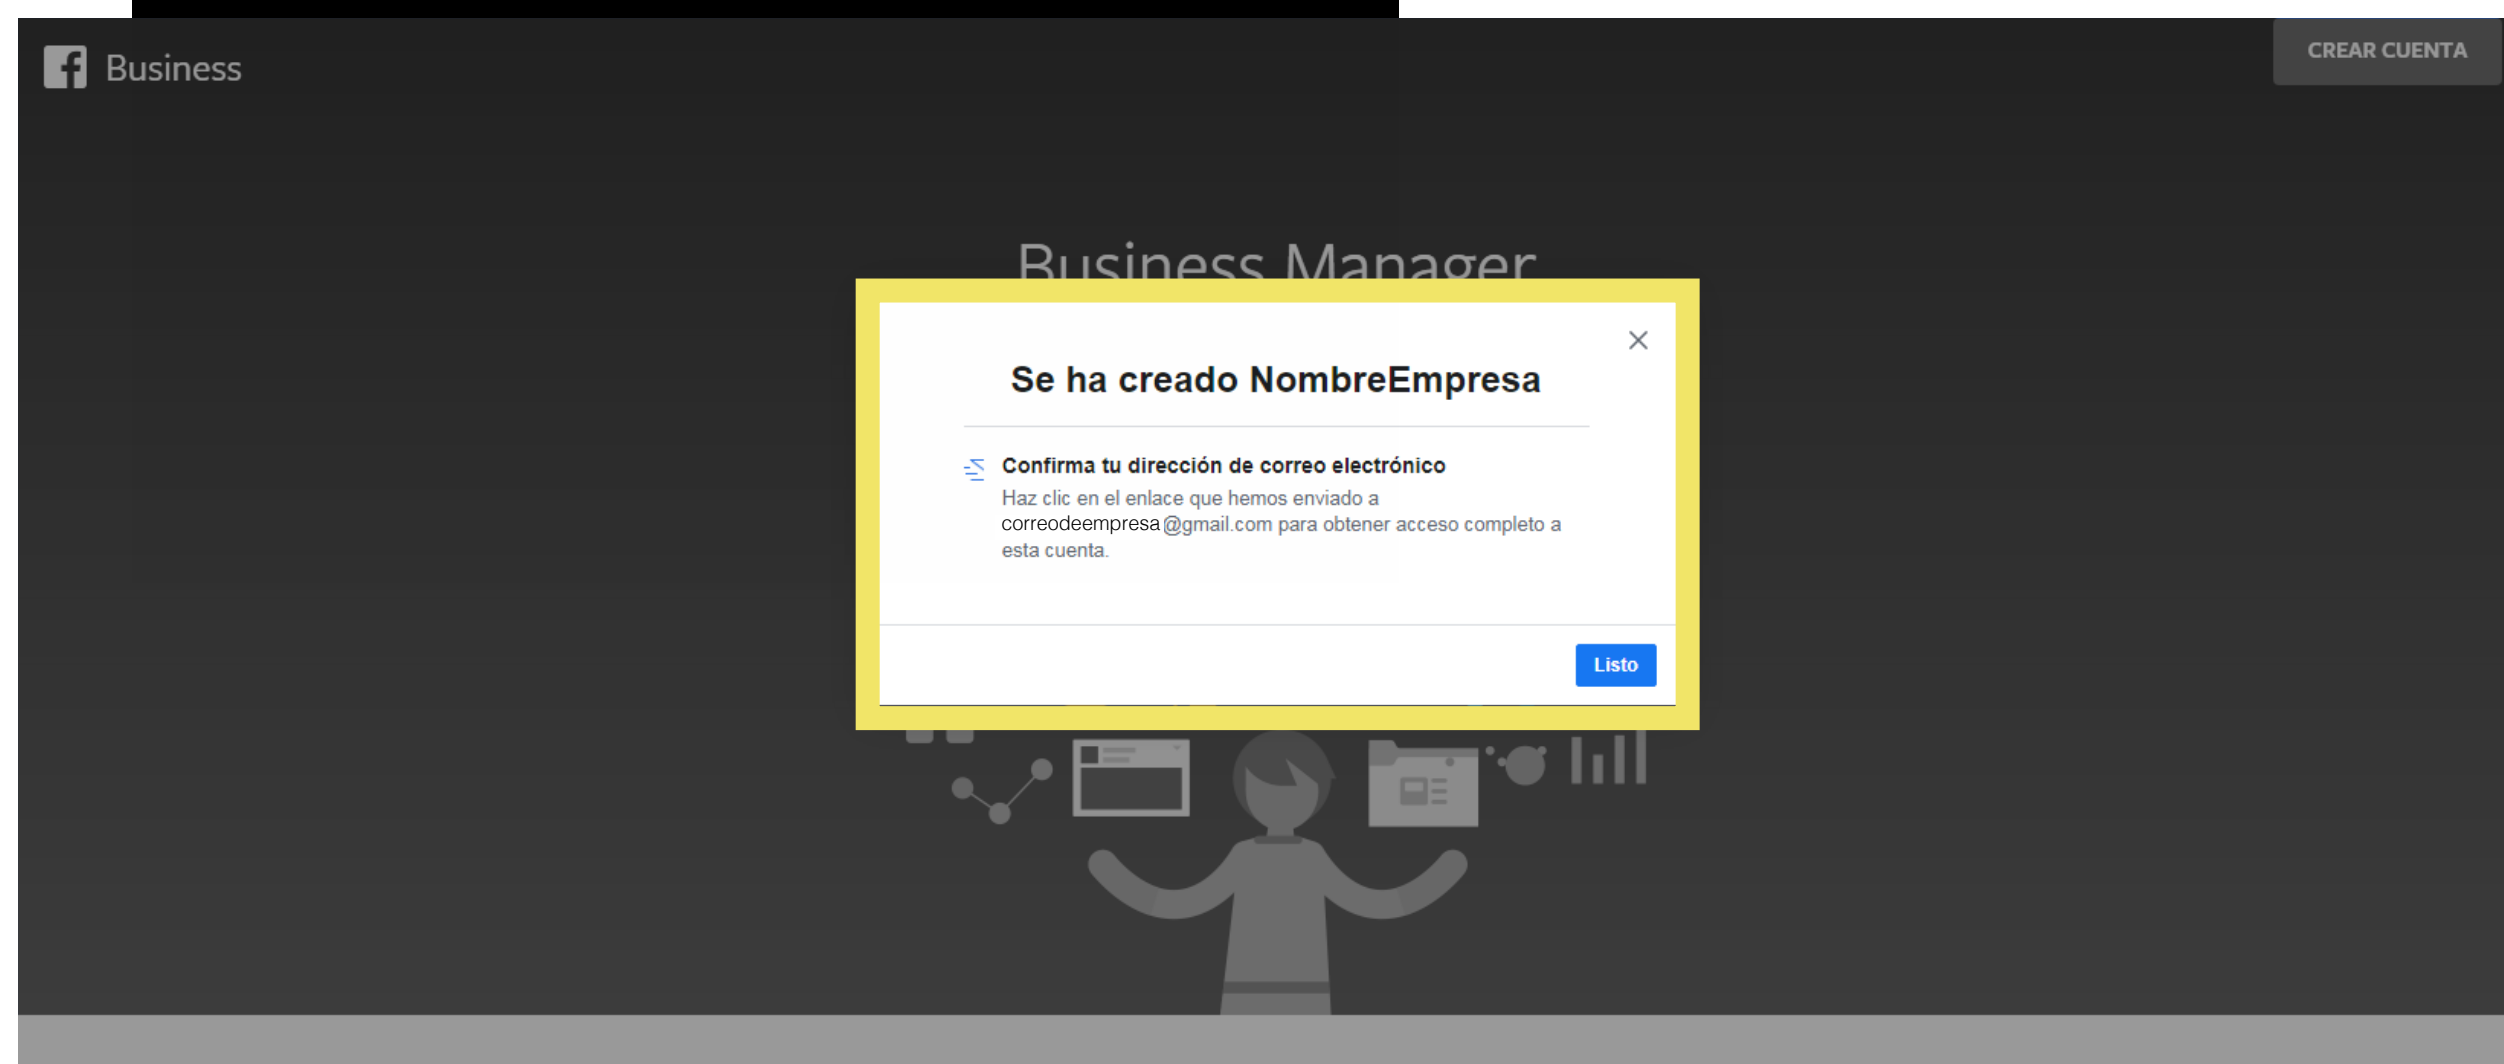 Business
CREAR CUENTA
Business Manager
Se ha creado NombreEmpresa
Confirma tu dirección de correo electrónico
Haz clic en el enlace que hemos enviado a
correodeempresa@gmail.com para obtener acceso completo a
esta cuenta.
Listo